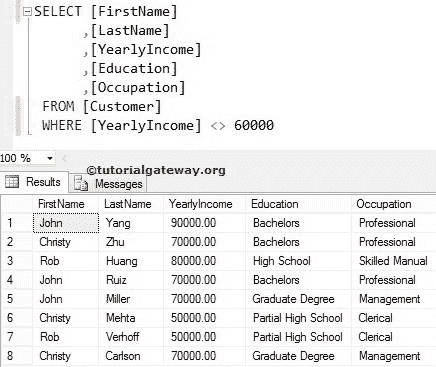 SELECT [FirstName]
,[LastName]
,[YearlyIncome]
,[Education]
,[Occupation]
FROM [Customer]
WHERE [YearlyIncome] <> 60000
100 %
©tutorialgateway.org
Results Messages
FirstName LastName YearlyIncome Education Occupation
1 John Yang 90000.00 Bachelors Professional
2 Christy Zhu 70000.00 Bachelors Professional
3 Rob Huang 80000.00 High School Skilled Manual
4 John Ruiz 70000.00 Bachelors Professional
5 John Miller 70000.00 Graduate Degree Management
6 Christy Mehta 50000.00 Partial High School Clerical
7 Rob Verhoff 50000.00 Partial High School Clerical
8 Christy Carlson 70000.00 Graduate Degree Management